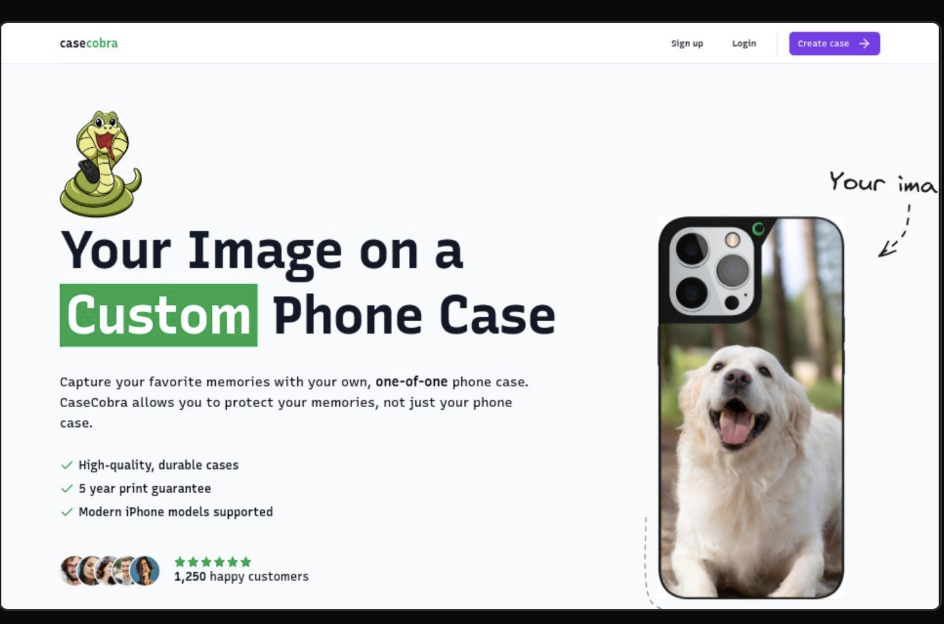 casecobra
Sign up
Login
Create case
Your ima
Your Image on a
Custom Phone Case
Capture your favorite memories with your own, one-of-one phone case.
CaseCobra allows you to protect your memories, not just your phone
case.
High-quality, durable cases
5 year print guarantee
Modern iPhone models supported
1,250 happy customers